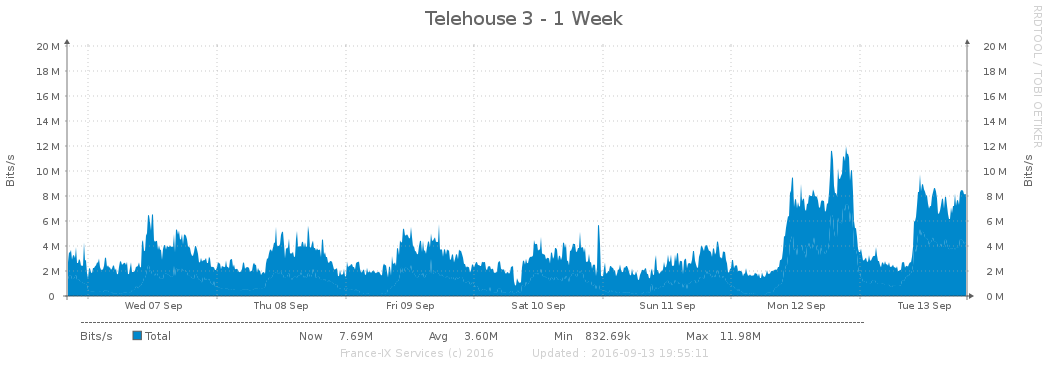 Telehouse 3 - 1 Week
RRDTOOL / TOBI OETIKER
Bits/s
Bits/s
20 M 20 M
18 M 18 M
16 M 16 M
14 M 14 M
12 M 12 M
10 M 10 M
8 M 8 M
6 M 6 M
4 M 4 M
2 M 2 M
0 0 M
Wed 07 Sep Thu 08 Sep Fri 09 Sep Sat 10 Sep Sun 11 Sep Mon 12 Sep Tue 13 Sep
Bits/s Total Now 7.69M Avg 3.60M Min 832.69k Max 11.98M
France-IX Services (c) 2016 Updated : 2016-09-13 19:55:11